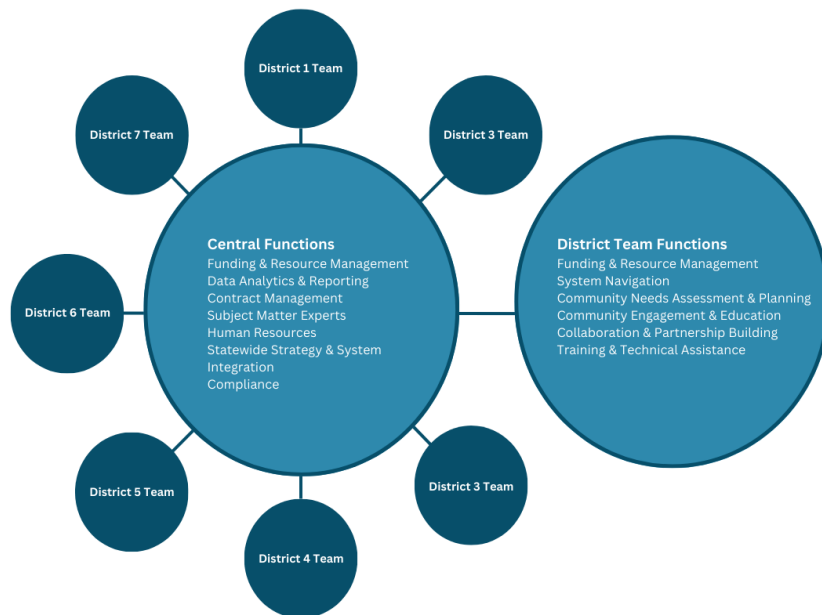 District 1 Team
District 7 Team
District 3 Team
Central Functions
Funding & Resource Management
Data Analytics & Reporting
Contract Management
Subject Matter Experts
Human Resources
Statewide Strategy & System
Integration
Compliance
District Team Functions
Funding & Resource Management
System Navigation
Community Needs Assessment & Planning
Community Engagement & Education
Collaboration & Partnership Building
Training & Technical Assistance
District 6 Team
District 5 Team
District 3 Team
District 4 Team